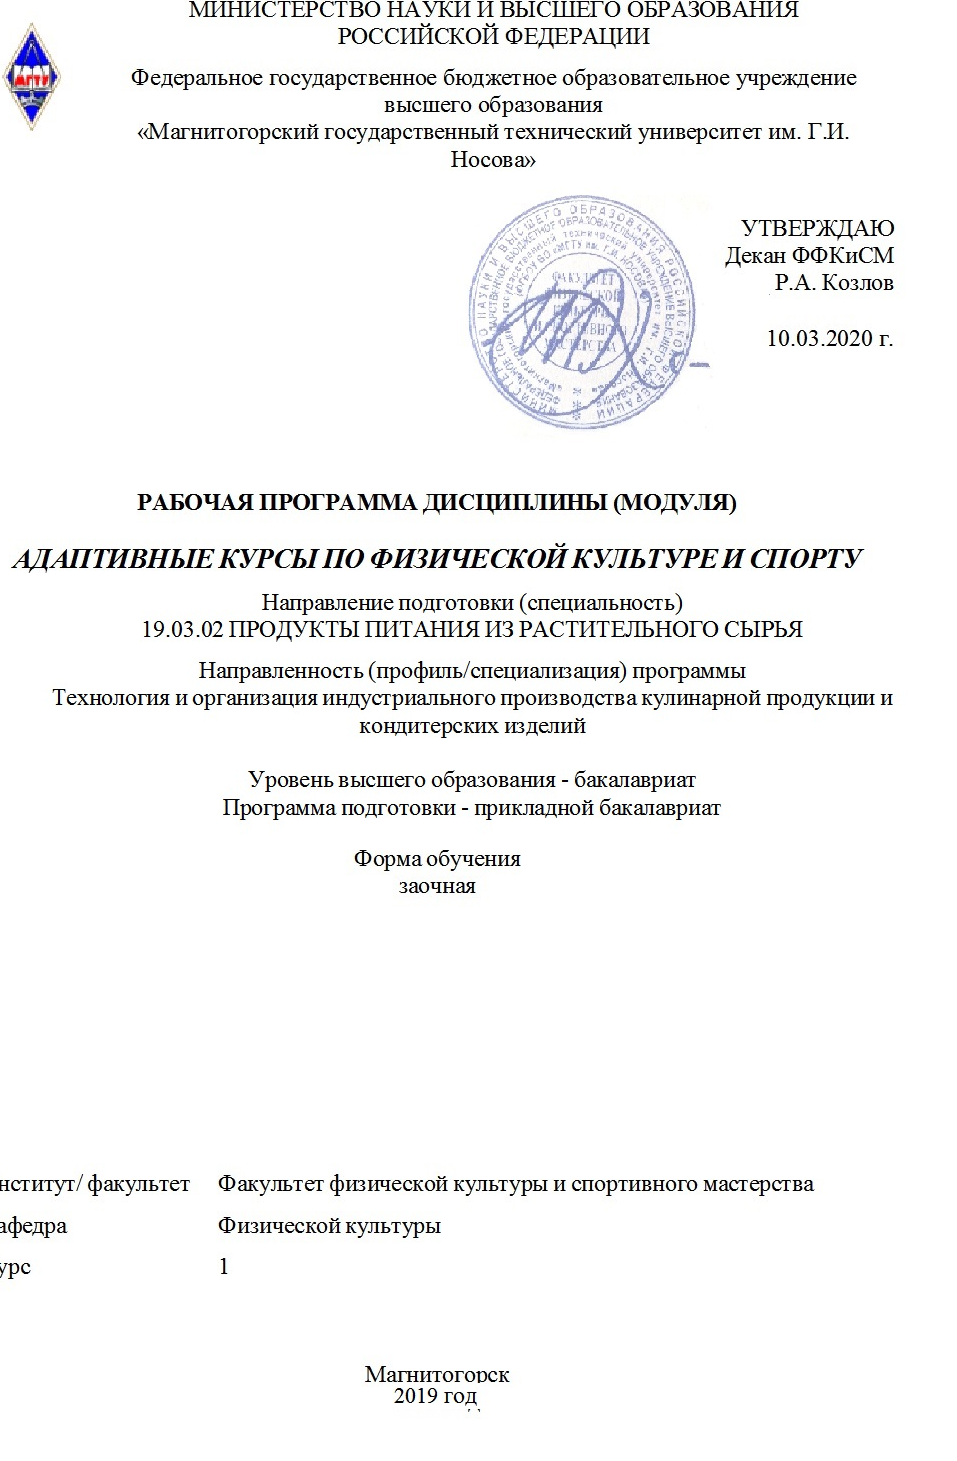 МИНИСТЕРСТВО НАУКИ И ВЫСШЕГО ОБРАЗОВАНИЯ
РОССИЙСКОЙ ФЕДЕРАЦИИ
МГТУ
Федеральное государственное бюджетное образовательное учреждение
высшего образования
«Магнитогорский государственный технический университет им. Г.И.
Носова»
УТВЕРЖДАЮ
Декан ФФКиСМ
Р.А. Козлов
10.03.2020 г.
РАБОЧАЯ ПРОГРАММА ДИСЦИПЛИНЫ (МОДУЛЯ)
АДАПТИВНЫЕ КУРСЫ ПО ФИЗИЧЕСКОЙ КУЛЬТУРЕ И СПОРТУ
Направление подготовки (специальность)
19.03.02 ПРОДУКТЫ ПИТАНИЯ ИЗ РАСТИТЕЛЬНОГО СЫРЬЯ
Направленность (профиль/специализация) программы
Технология и организация индустриального производства кулинарной продукции и
кондитерских изделий
Уровень высшего образования - бакалавриат
Программа подготовки - прикладной бакалавриат
Форма обучения
заочная
нститут/ факультет Факультет физической культуры и спортивного мастерства
афедра Физической культуры
урс 1
Магнитогорск
2019 год